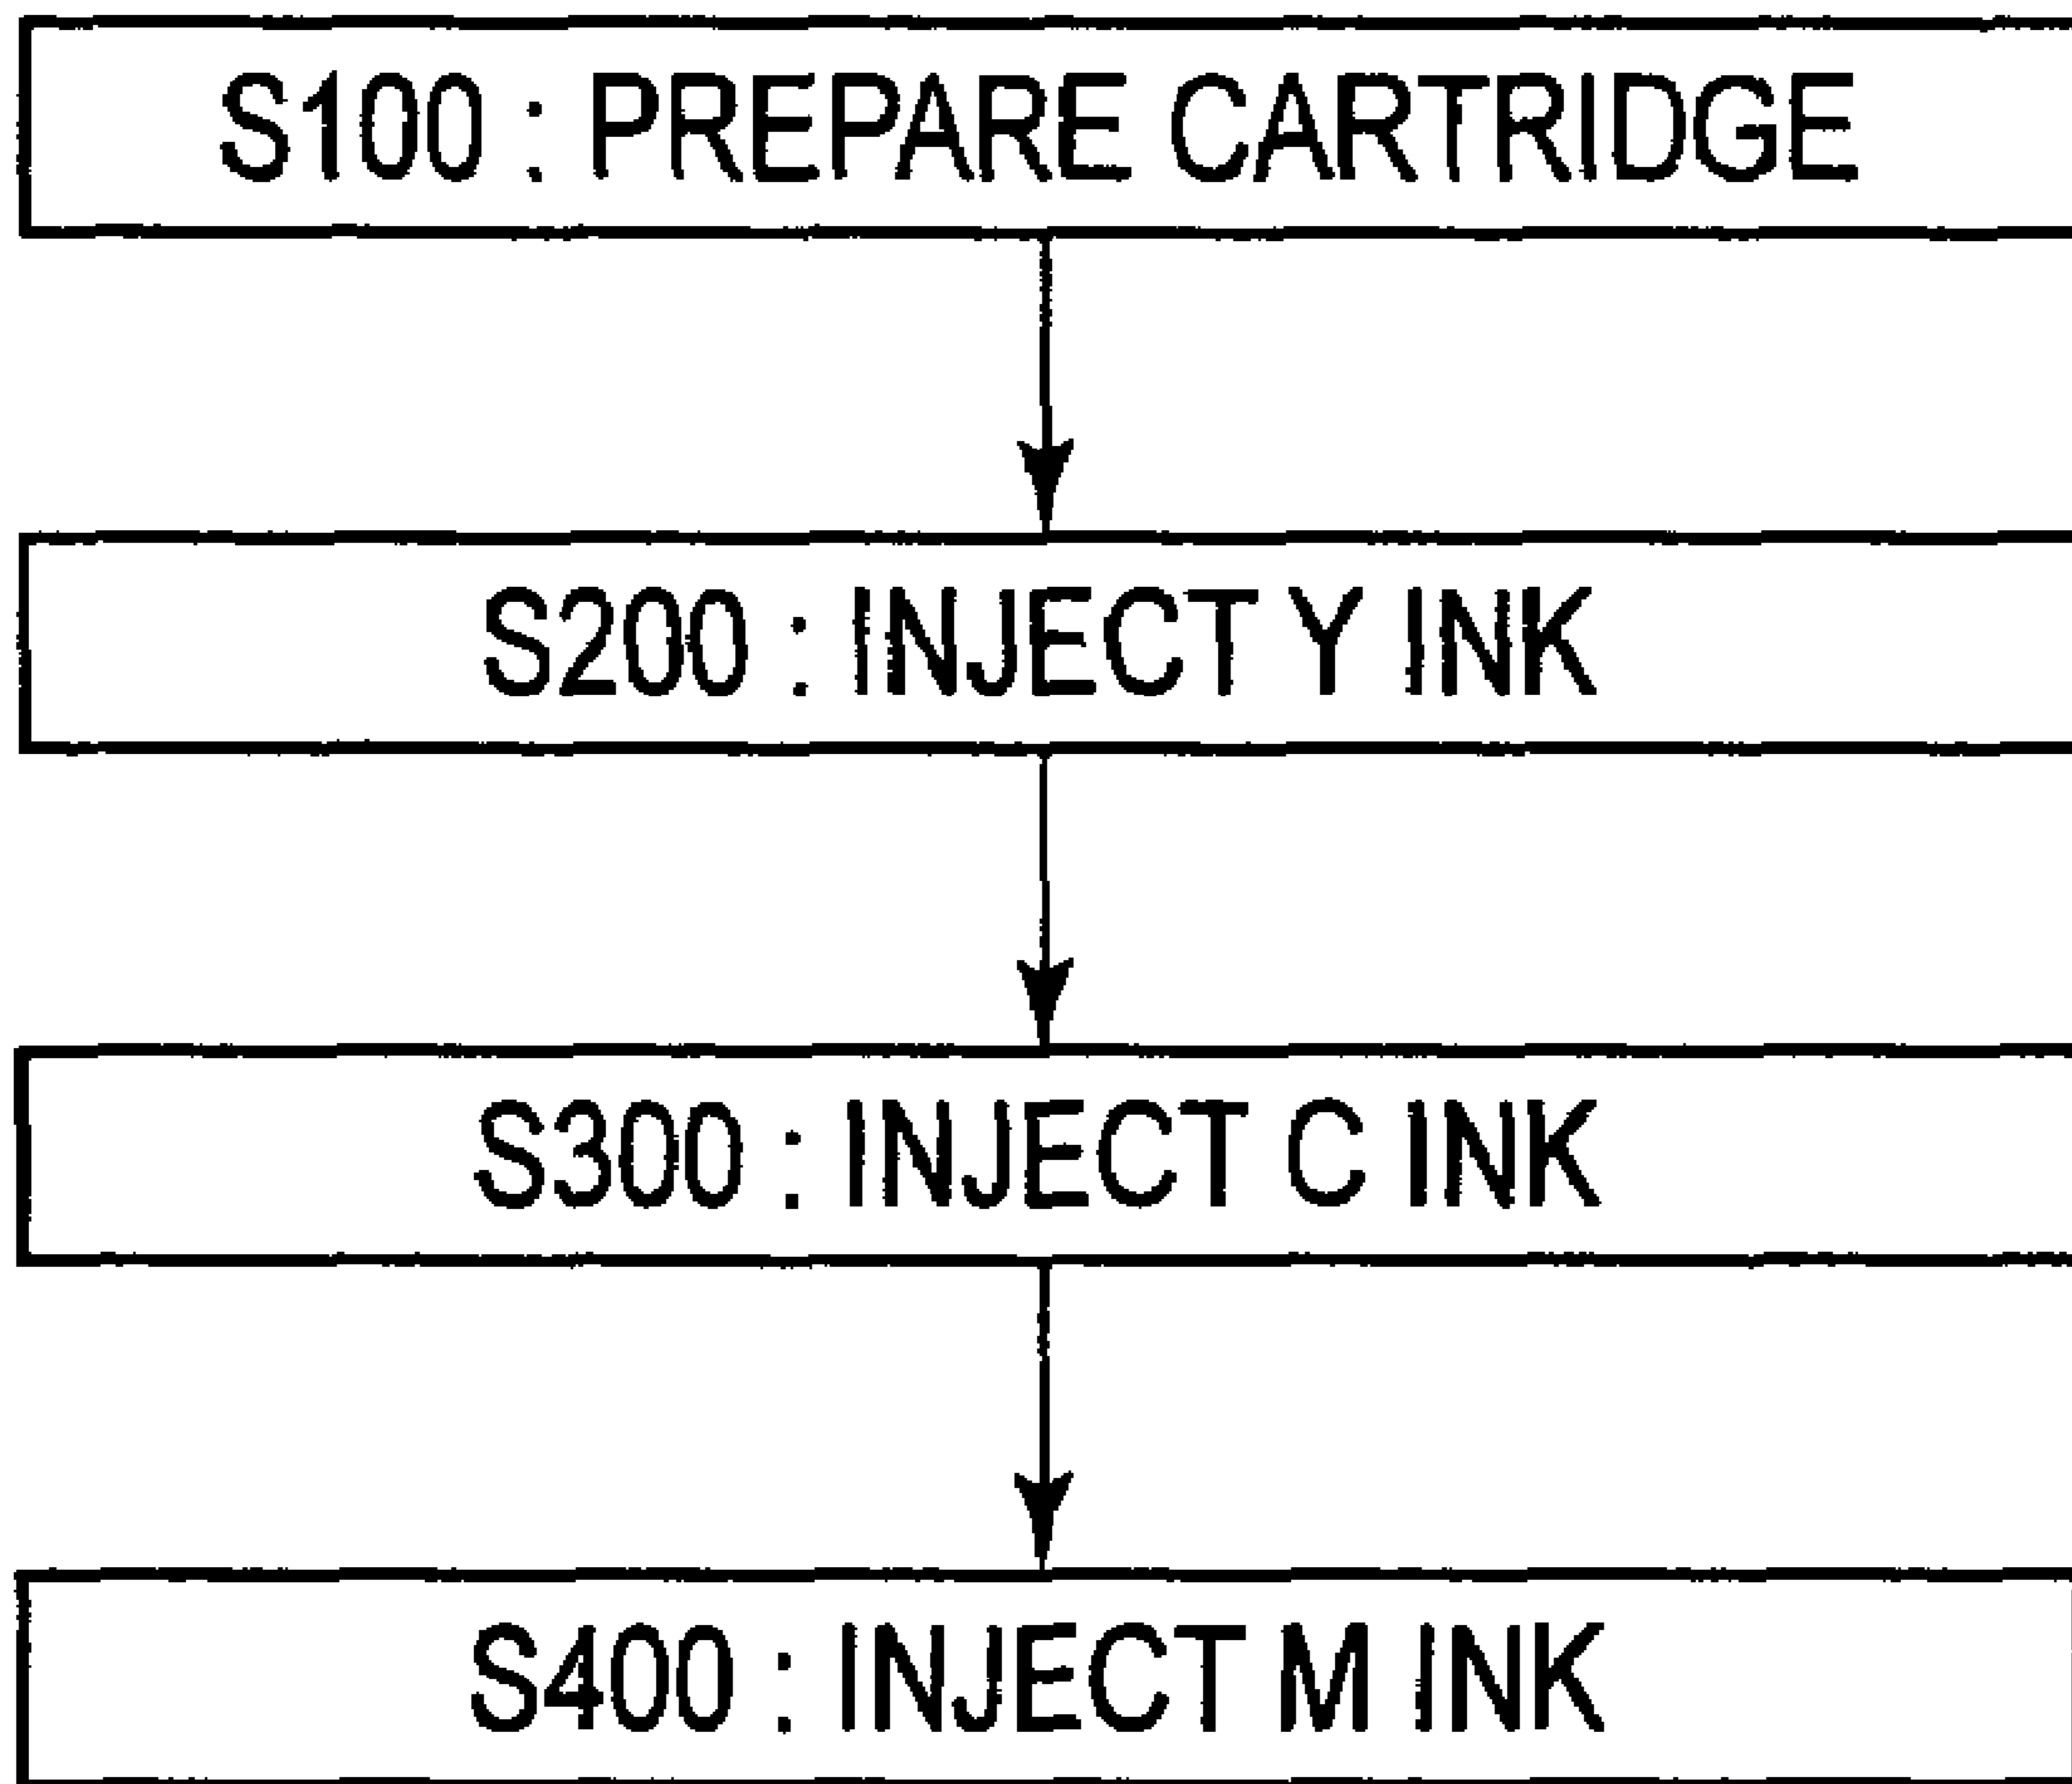 S100 : PREPARE CARTRIDGE
S200 : INJECT Y INK
S300 : INJECT C INK
S400 : INJECT M INK